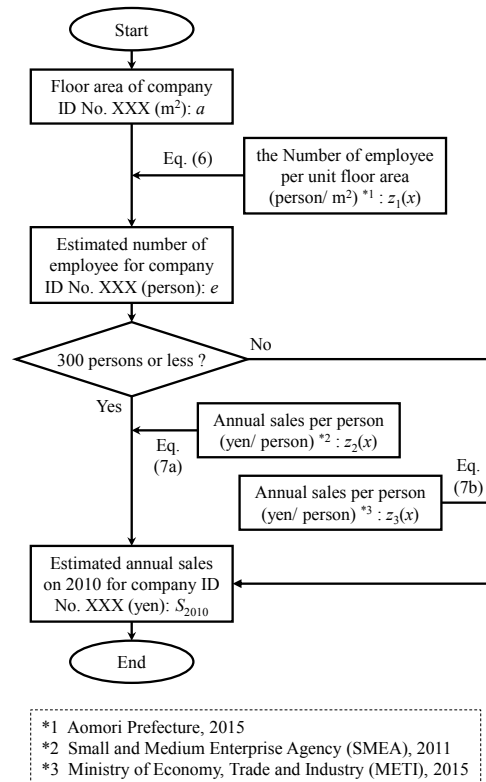 Start
Floor area of company
ID No. XXX (m²): a
Eq. (6)
the Number of employee
per unit floor area
(person/ m²) *1 : z₁(x)
Estimated number of
employee for company
ID No. XXX (person): e
300 persons or less ?
No
Yes
Annual sales per person
(yen/ person) *2 : z₂(x)
Eq.
(7a)
Annual sales per person
(yen/ person) *3 : z₃(x)
Eq.
(7b)
Estimated annual sales
on 2010 for company ID
No. XXX (yen): S₂₀₁₀
End
*1 Aomori Prefecture, 2015
*2 Small and Medium Enterprise Agency (SMEA), 2011
*3 Ministry of Economy, Trade and Industry (METI), 2015